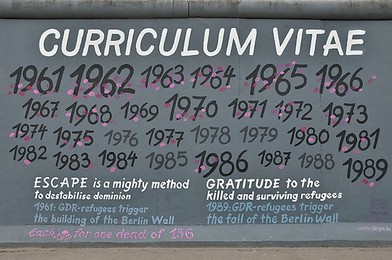 CURRICULUM VITAE
1961 1962 1963 1964 1965 1966
1967 1968 1969 1970 1971 1972 1973
1974 1975 1976 1977 1978 1979 1980 1981
1982 1983 1984 1985 1986 1987 1988 1989
ESCAPE is a mighty method
to destabilise dominion
1961: GDR-refugees trigger
the building of the Berlin Wall
GRATITUDE to the
killed and surviving refugees
1989: GDR-refugees trigger
the fall of the Berlin Wall
Each for one dead of 136